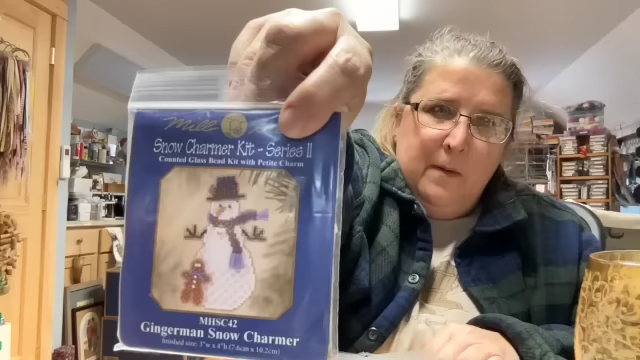 Mill
Snow Charmer Kit - Series II
Counted Glass Bead Kit with Petite Charm
MHSC42
Gingerman Snow Charmer
finished size: 3"w x 4"h (7.6cm x 10.2cm)